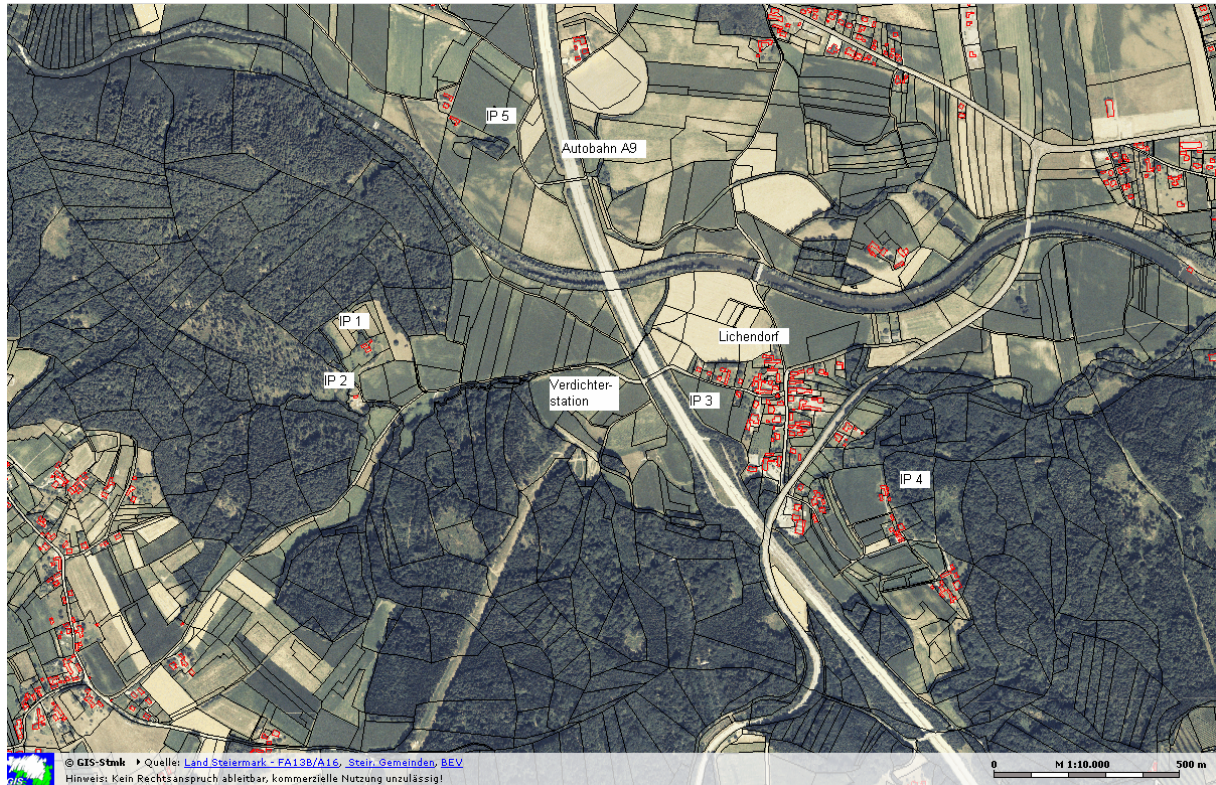 IP 5
Autobahn A9
IP 1
Lichendorf
IP 2
Verdichter-
station
IP 3
IP 4
© GIS-Stmk Quelle: Land Steiermark - FA13B/A16, Steir. Gemeinden, BEV
Hinweis: Kein Rechtsanspruch ableitbar, kommerzielle Nutzung unzulässig!
GIS
0 M 1:10.000 500 m